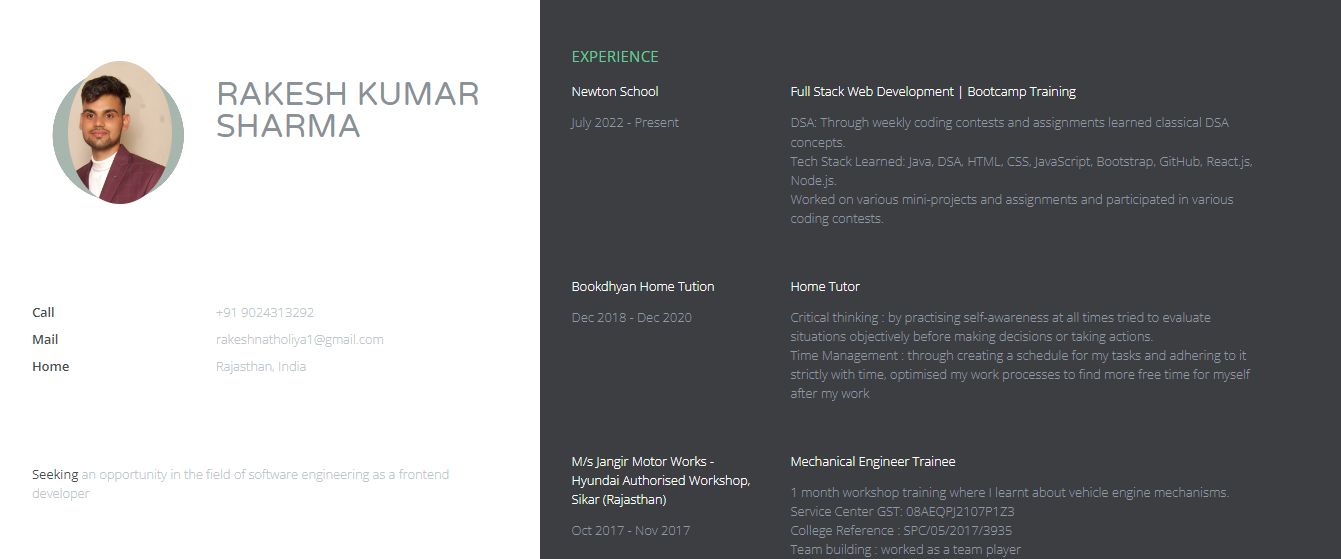 RAKESH KUMAR
SHARMA
Call +91 9024313292
Mail rakeshnatholiya1@gmail.com
Home Rajasthan, India
Seeking an opportunity in the field of software engineering as a frontend
developer
EXPERIENCE
Newton School
July 2022 - Present
Full Stack Web Development | Bootcamp Training
DSA: Through weekly coding contests and assignments learned classical DSA
concepts.
Tech Stack Learned: Java, DSA, HTML, CSS, JavaScript, Bootstrap, GitHub, React.js,
Node.js.
Worked on various mini-projects and assignments and participated in various
coding contests.
Bookdhyan Home Tution
Dec 2018 - Dec 2020
Home Tutor
Critical thinking : by practising self-awareness at all times tried to evaluate
situations objectively before making decisions or taking actions.
Time Management : through creating a schedule for my tasks and adhering to it
strictly with time, optimised my work processes to find more free time for myself
after my work
M/s Jangir Motor Works -
Hyundai Authorised Workshop,
Sikar (Rajasthan)
Oct 2017 - Nov 2017
Mechanical Engineer Trainee
1 month workshop training where I learnt about vehicle engine mechanisms.
Service Center GST: 08AEQPJ2107P1Z3
College Reference : SPC/05/2017/3935
Team building : worked as a team player